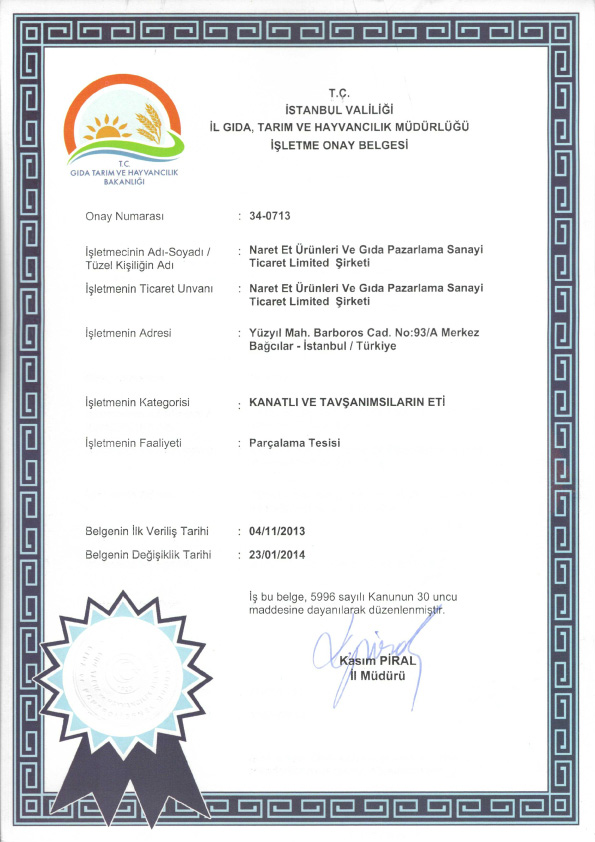 T.Ç.
İSTANBUL VALİLİĞİ
İL GIDA, TARIM VE HAYVANCILIK MÜDÜRLÜĞÜ
İŞLETME ONAY BELGESİ
T.C.
GIDA TARIM VE HAYVANCILIK
BAKANLIĞI
Onay Numarası : 34-0713
İşletmecinin Adı-Soyadı / : Naret Et Ürünleri Ve Gıda Pazarlama Sanayi
Tüzel Kişiliğin Adı Ticaret Limited Şirketi
İşletmenin Ticaret Unvanı : Naret Et Ürünleri Ve Gıda Pazarlama Sanayi
Ticaret Limited Şirketi
İşletmenin Adresi : Yüzyıl Mah. Barboros Cad. No:93/A Merkez
Bağcılar - İstanbul / Türkiye
İşletmenin Kategorisi : KANATLI VE TAVŞANIMSILARIN ETİ
İşletmenin Faaliyeti : Parçalama Tesisi
Belgenin İlk Veriliş Tarihi : 04/11/2013
Belgenin Değişiklik Tarihi : 23/01/2014
İş bu belge, 5996 sayılı Kanunun 30 uncu
maddesine dayanılarak düzenlenmiştir.
Kasım PİRAL
İl Müdürü